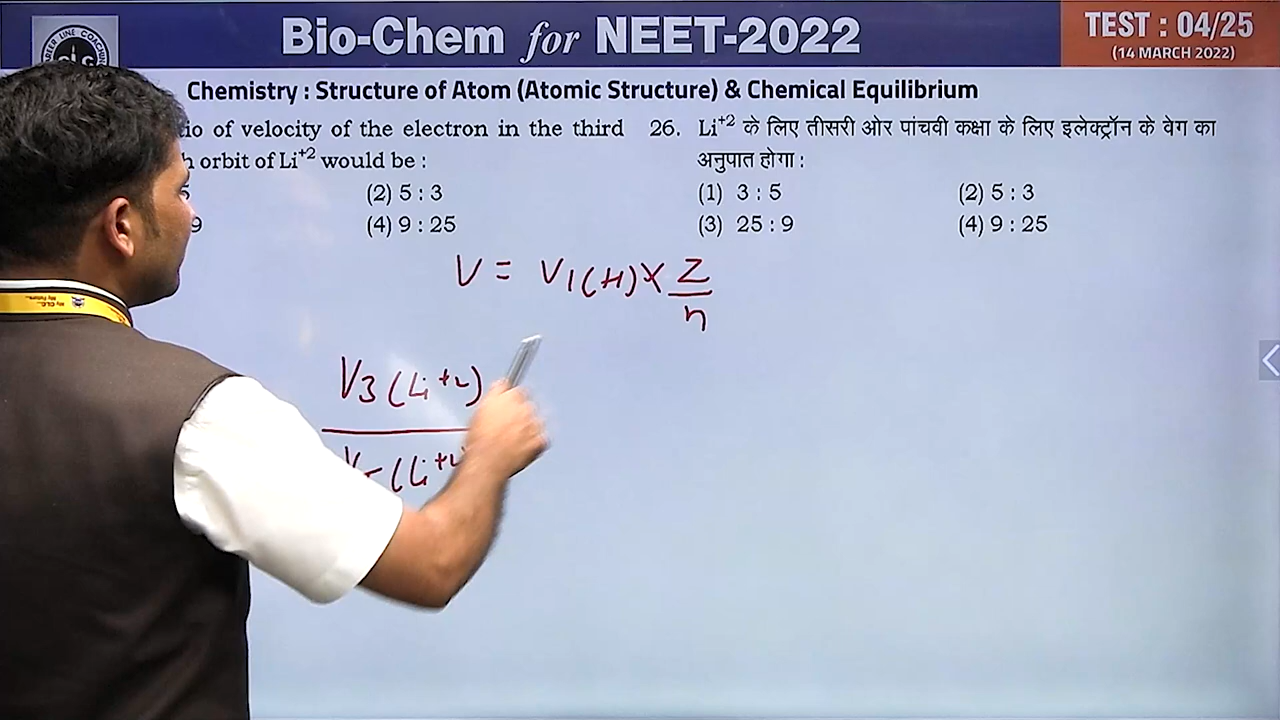 Bio-Chem for NEET-2022
TEST : 04/25
(14 MARCH 2022)
Chemistry : Structure of Atom (Atomic Structure) & Chemical Equilibrium
of velocity of the electron in the third
orbit of Li+2 would be :
(2) 5 : 3
(4) 9 : 25
26. Li+2 के लिए तीसरी ओर पांचवी कक्षा के लिए इलेक्ट्रॉन के वेग का
अनुपात होगा :
(1) 3 : 5 (2) 5 : 3
(3) 25 : 9 (4) 9 : 25
V = V1(H) × Z/n
V3 (Li+2)
(Li+2